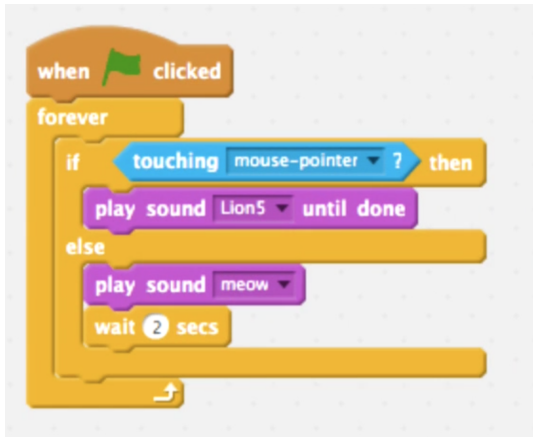 when clicked
forever
if touching mouse-pointer ? then
play sound Lion5 until done
else
play sound meow
wait 2 secs